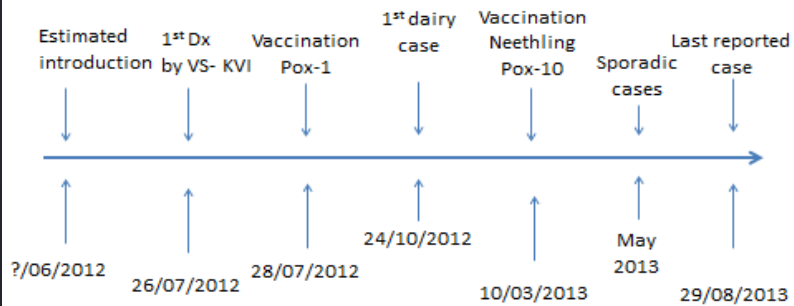 Estimated
introduction
1st Dx
by VS- KVI
Vaccination
Pox-1
1st dairy
case
Vaccination
Neethling
Pox-10
Sporadic
cases
Last reported
case
?/06/2012
26/07/2012
28/07/2012
24/10/2012
10/03/2013
May
2013
29/08/2013